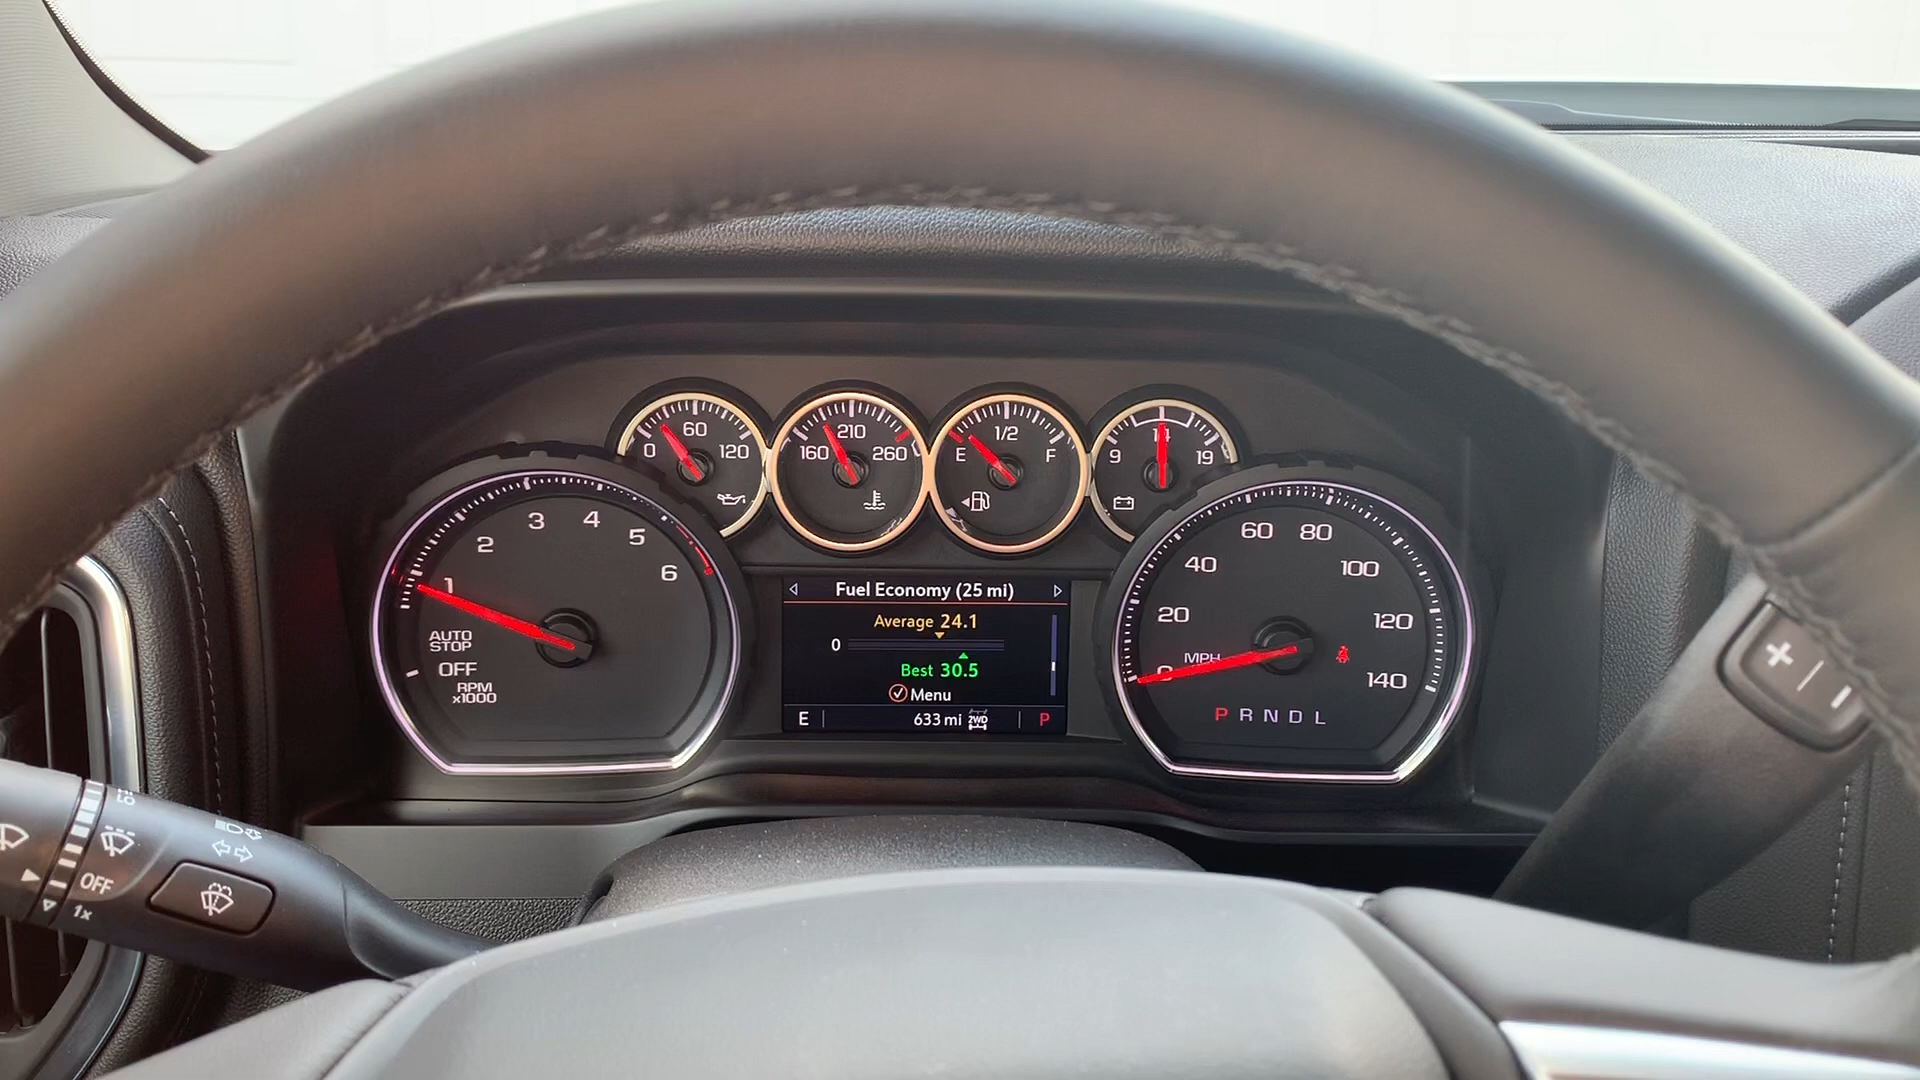 0 60 120
160 210 260
E 1/2 F
9 14 19
1 2 3 4 5 6
AUTO
STOP
OFF
RPM
x1000
Fuel Economy (25 mi)
Average 24.1
0
Best 30.5
Menu
E 633 mi 2WD P
0 20 40 60 80 100 120 140
MPH
P R N D L
OFF
1x